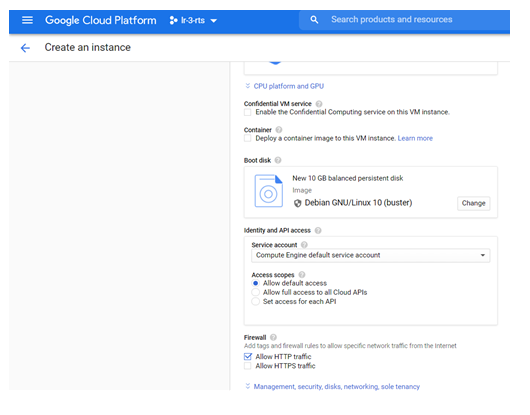 Google Cloud Platform
lr-3-rts
Search products and resources
Create an instance
CPU platform and GPU
Confidential VM service
Enable the Confidential Computing service on this VM instance.
Container
Deploy a container image to this VM instance. Learn more
Boot disk
New 10 GB balanced persistent disk
Image
Debian GNU/Linux 10 (buster)
Change
Identity and API access
Service account
Compute Engine default service account
Access scopes
Allow default access
Allow full access to all Cloud APIs
Set access for each API
Firewall
Add tags and firewall rules to allow specific network traffic from the Internet
Allow HTTP traffic
Allow HTTPS traffic
Management, security, disks, networking, sole tenancy